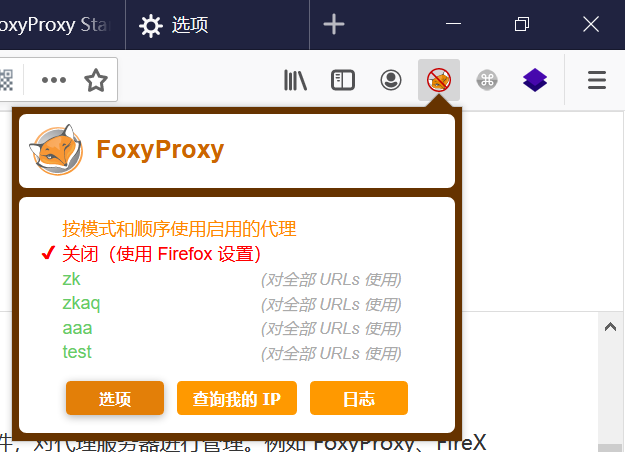 oxyProxy Sta
选项
FoxyProxy
按模式和顺序使用启用的代理
✔ 关闭（使用 Firefox 设置）
zk (对全部 URLs 使用)
zkaq (对全部 URLs 使用)
aaa (对全部 URLs 使用)
test (对全部 URLs 使用)
选项 查询我的 IP 日志
件，对代理服务器进行管理。例如 FoxyProxy、FireX